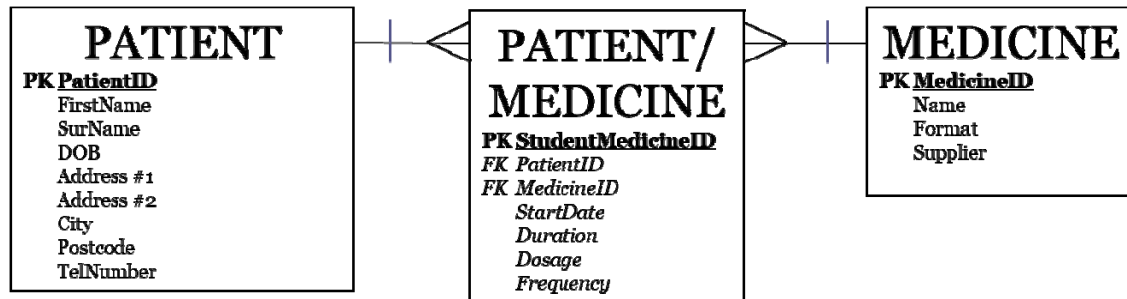 PATIENT
PK PatientID
FirstName
SurName
DOB
Address #1
Address #2
City
Postcode
TelNumber
PATIENT/
MEDICINE
PK StudentMedicineID
FK PatientID
FK MedicineID
StartDate
Duration
Dosage
Frequency
MEDICINE
PK MedicineID
Name
Format
Supplier